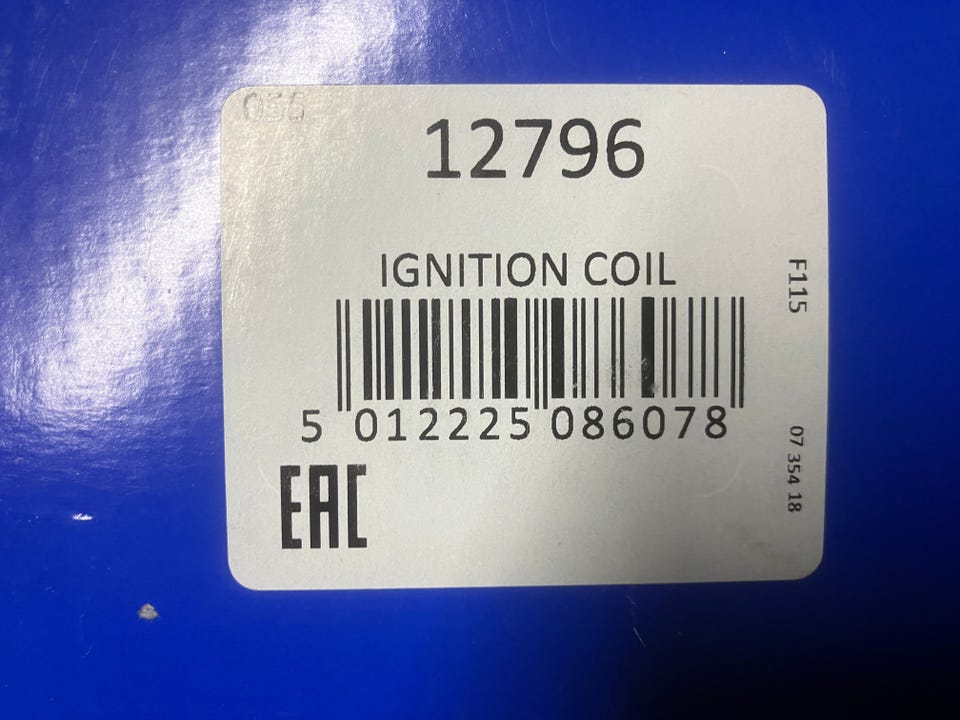 055
12796
IGNITION COIL
5 012225 086078
EAC
F115
07 354 18